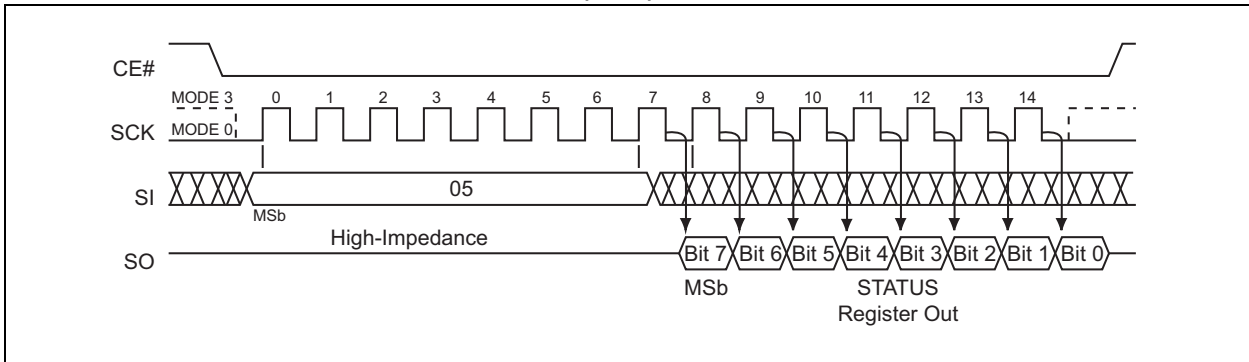 CE#
MODE 3 0 1 2 3 4 5 6 7 8 9 10 11 12 13 14
SCK MODE 0
SI 05
MSb
High-Impedance
SO Bit 7 Bit 6 Bit 5 Bit 4 Bit 3 Bit 2 Bit 1 Bit 0
MSb STATUS
Register Out